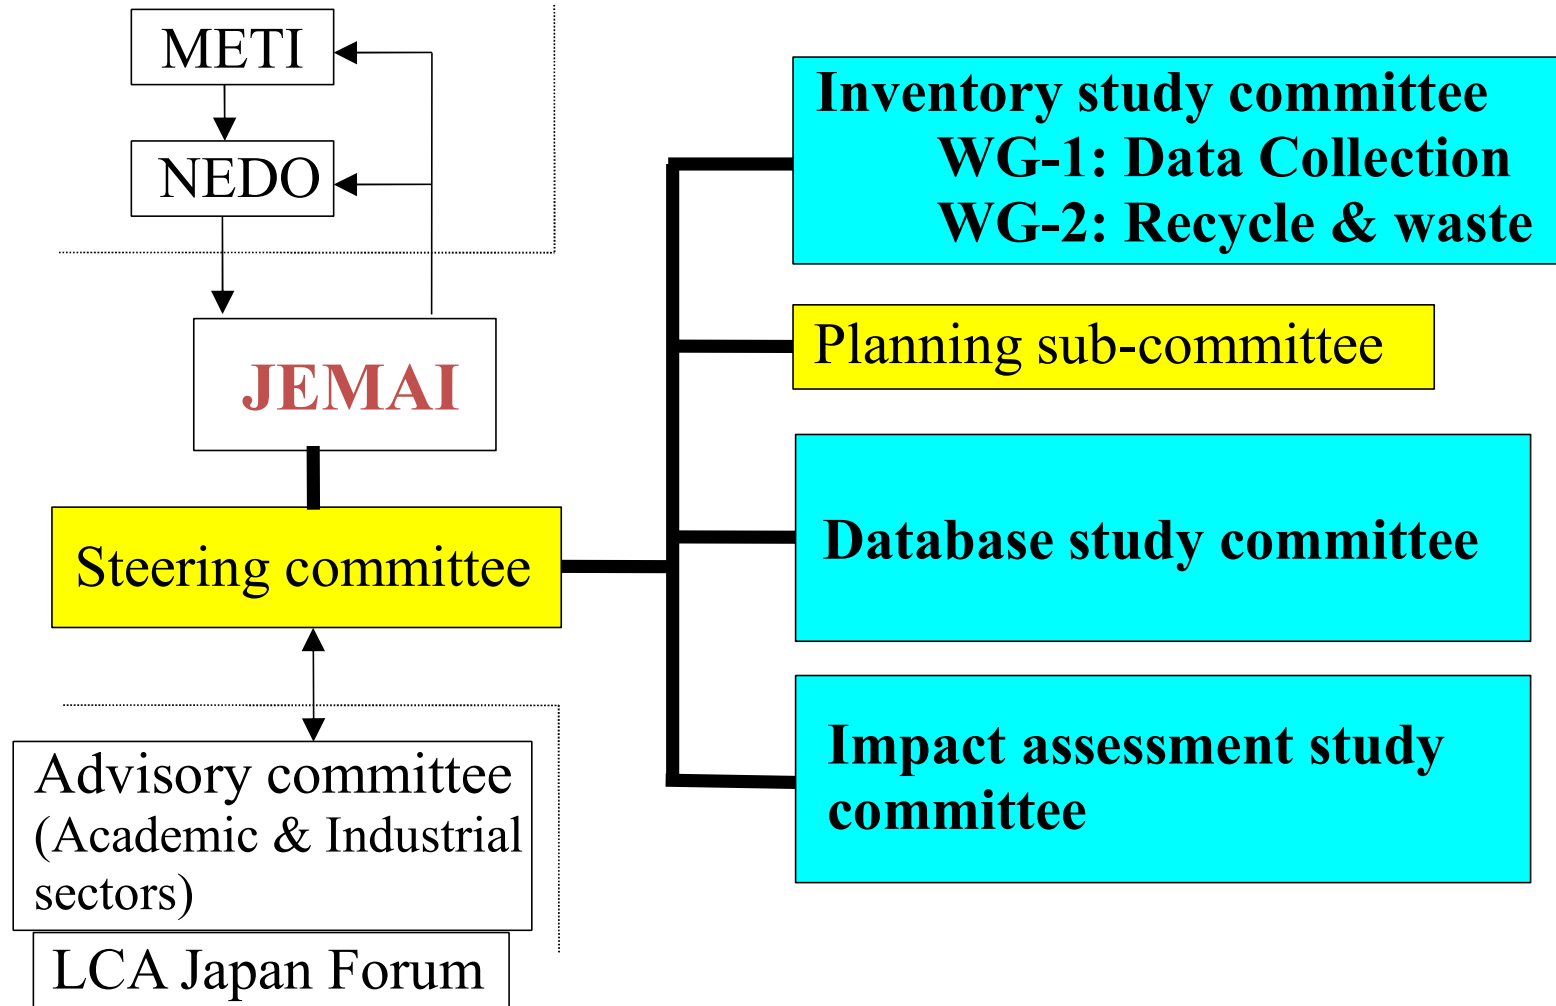 METI
NEDO
JEMAI
Steering committee
Advisory committee
(Academic & Industrial
sectors)
LCA Japan Forum
Inventory study committee
WG-1: Data Collection
WG-2: Recycle & waste
Planning sub-committee
Database study committee
Impact assessment study
committee